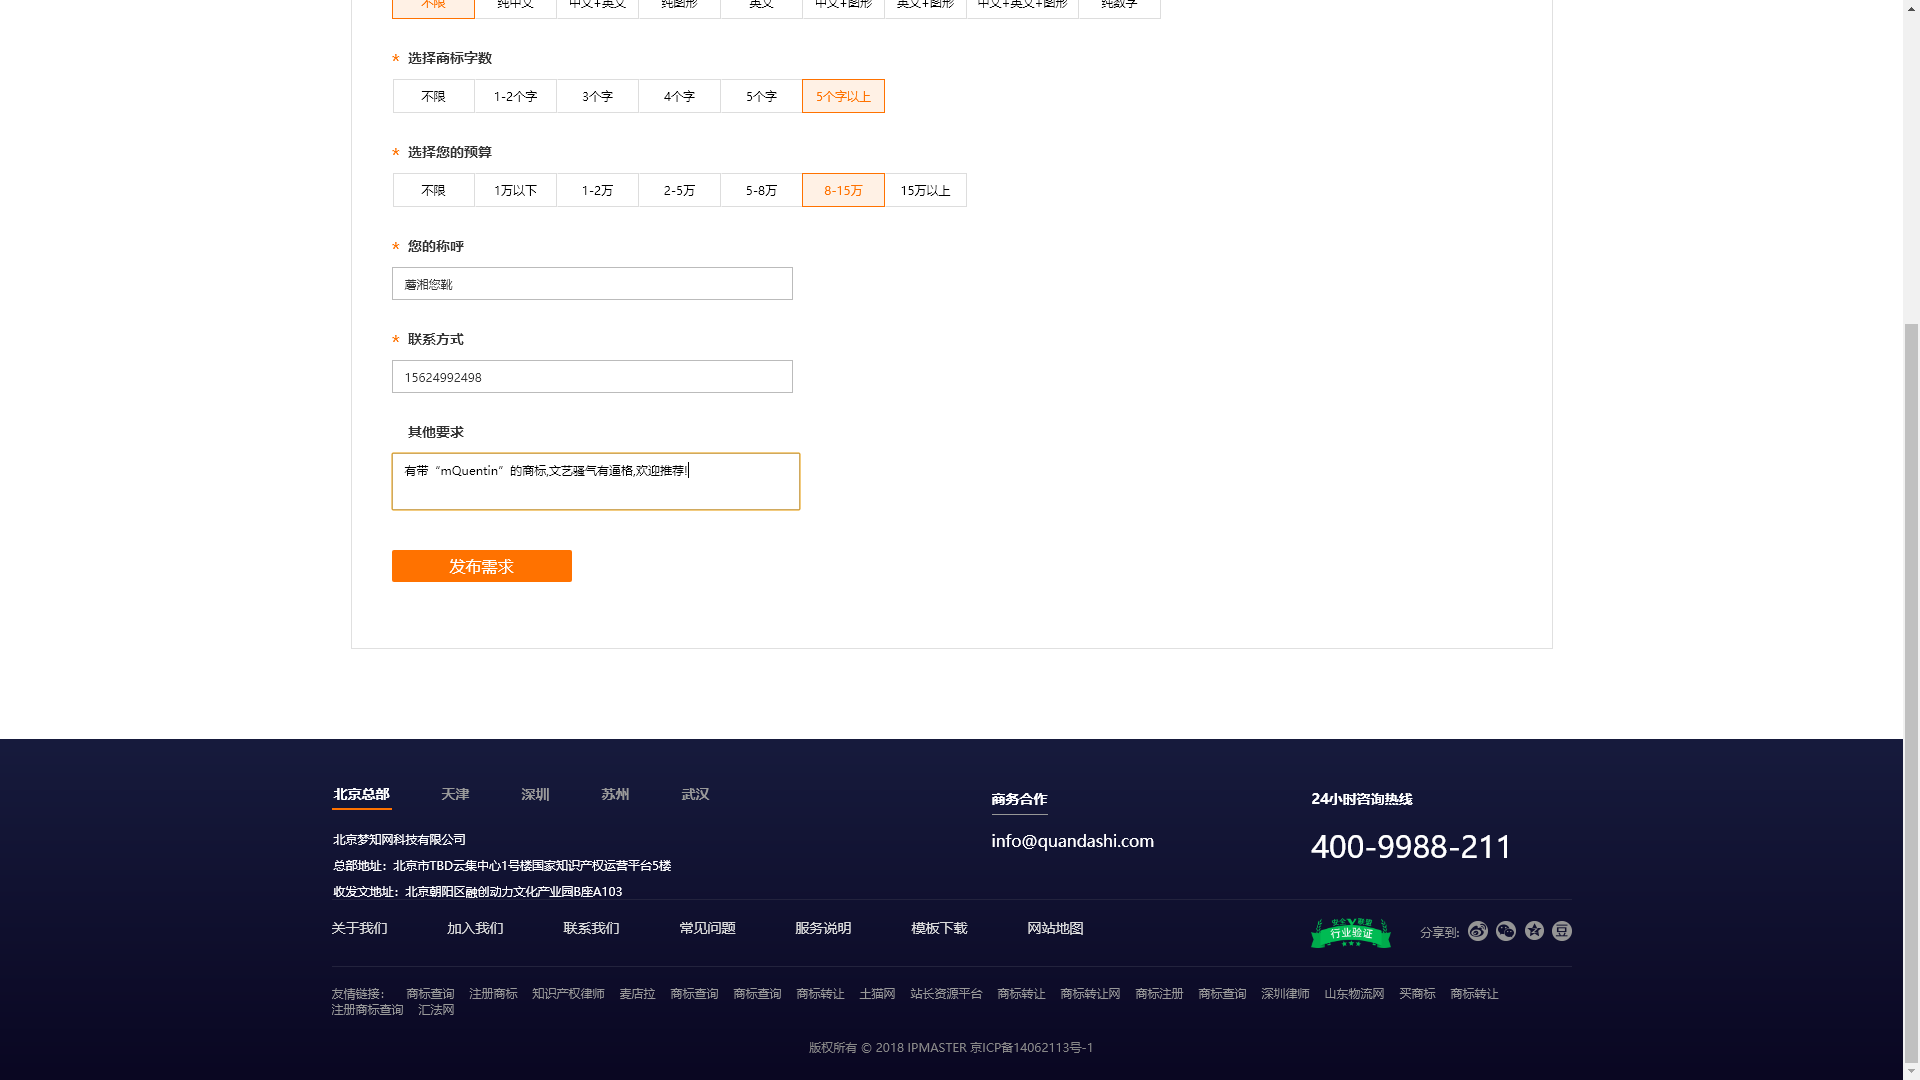 不限 纯中文 中文+英文 纯图形 英文 中文+图形 英文+图形 中文+英文+图形 纯数字
* 选择商标字数
不限 1-2个字 3个字 4个字 5个字 5个字以上
* 选择您的预算
不限 1万以下 1-2万 2-5万 5-8万 8-15万 15万以上
* 您的称呼
蘑湘您靴
* 联系方式
15624992498
其他要求
有带“mQuentin”的商标,文艺骚气有逼格,欢迎推荐!
发布需求
北京总部 天津 深圳 苏州 武汉
商务合作
24小时咨询热线
北京梦知网科技有限公司
info@quandashi.com
400-9988-211
总部地址：北京市TBD云集中心1号楼国家知识产权运营平台5楼
收发文地址：北京朝阳区融创动力文化产业园B座A103
关于我们 加入我们 联系我们 常见问题 服务说明 模板下载 网站地图
安全联盟
行业验证
分享到:
豆
友情链接： 商标查询 注册商标 知识产权律师 麦店拉 商标查询 商标查询 商标转让 土猫网 站长资源平台 商标转让 商标转让网 商标注册 商标查询 深圳律师 山东物流网 买商标 商标转让
注册商标查询 汇法网
版权所有 © 2018 IPMASTER 京ICP备14062113号-1